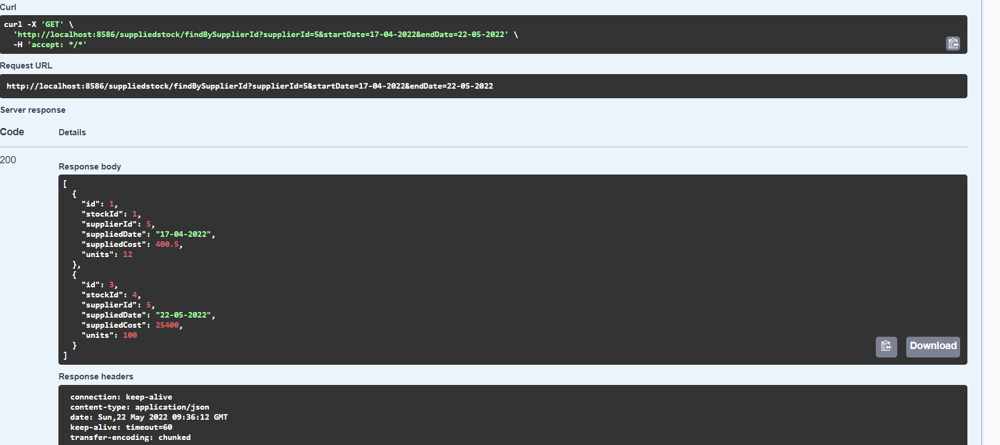 Curl
curl -X 'GET' \
  'http://localhost:8586/suppliedstock/findBySupplierId?supplierId=5&startDate=17-04-2022&endDate=22-05-2022' \
  -H 'accept: */*'
Request URL
http://localhost:8586/suppliedstock/findBySupplierId?supplierId=5&startDate=17-04-2022&endDate=22-05-2022
Server response
Code Details
200
Response body
[
  {
    "id": 1,
    "stockId": 1,
    "supplierId": 5,
    "suppliedDate": "17-04-2022",
    "suppliedCost": 400.5,
    "units": 12
  },
  {
    "id": 3,
    "stockId": 4,
    "supplierId": 5,
    "suppliedDate": "22-05-2022",
    "suppliedCost": 25400,
    "units": 100
  }
]
Download
Response headers
connection: keep-alive
content-type: application/json
date: Sun,22 May 2022 09:36:12 GMT
keep-alive: timeout=60
transfer-encoding: chunked